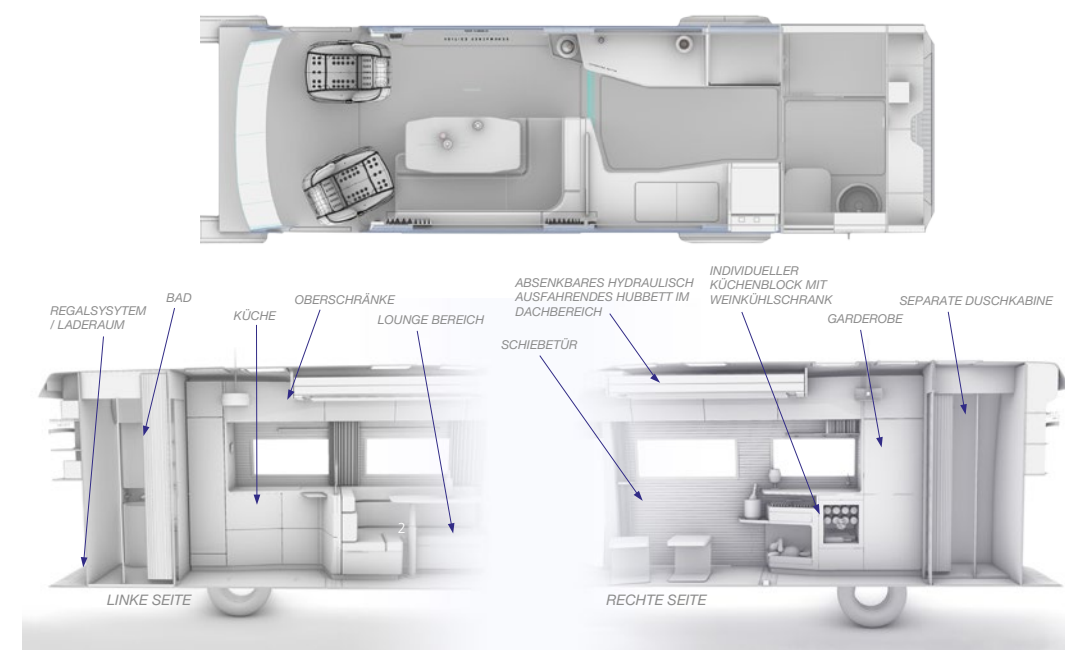 REGALSYSYTEM
/ LADERAUM
BAD
KÜCHE
OBERSCHRÄNKE
LOUNGE BEREICH
ABSENKBARES HYDRAULISCH
AUSFAHRENDES HUBBETT IM
DACHBEREICH
SCHIEBETÜR
INDIVIDUELLER
KÜCHENBLOCK MIT
WEINKÜHLSCHRANK
GARDEROBE
SEPARATE DUSCHKABINE
2
LINKE SEITE
RECHTE SEITE